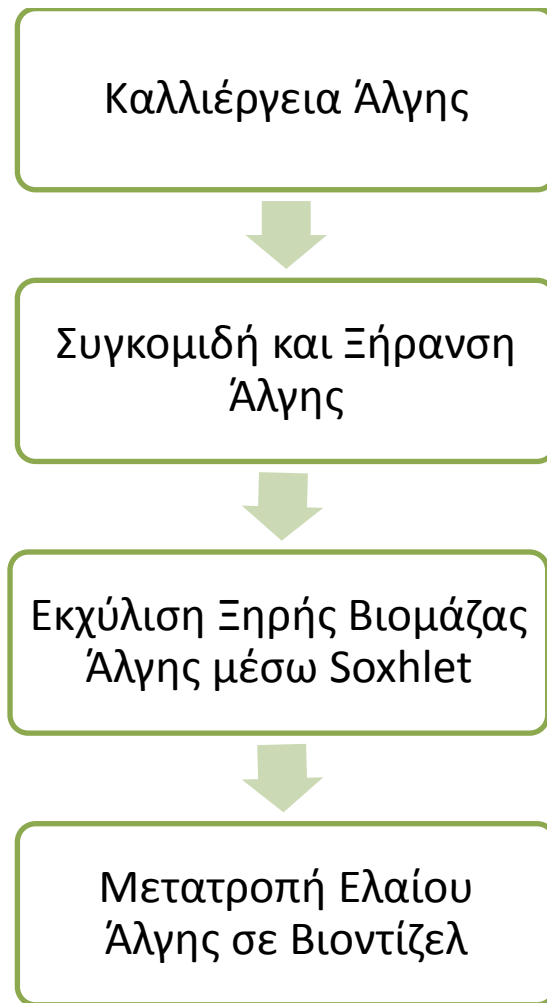 Καλλιέργεια Άλγης
Συγκομιδή και Ξήρανση
Άλγης
Εκχύλιση Ξηρής Βιομάζας
Άλγης μέσω Soxhlet
Μετατροπή Ελαίου
Άλγης σε Βιοντίζελ